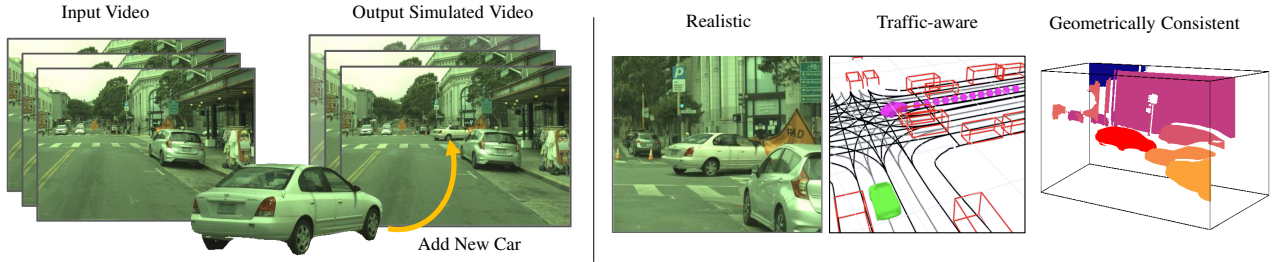 Input Video
Output Simulated Video
Add New Car
Realistic
Traffic-aware
Geometrically Consistent
P